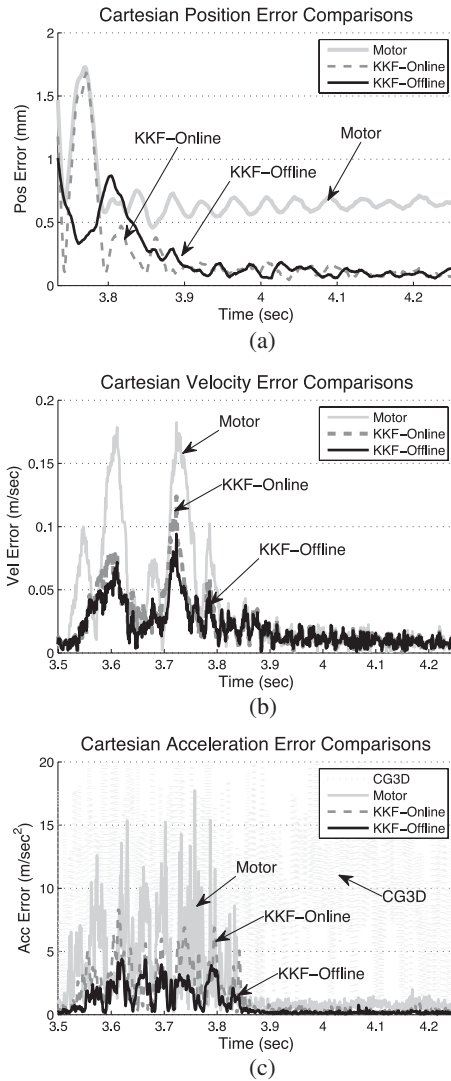 Cartesian Position Error Comparisons
2
1.5
1
0.5
0
Pos Error (mm)
Motor
KKF−Online
KKF−Offline
KKF−Online
Motor
KKF−Offline
3.8
3.9
4
4.1
4.2
Time (sec)
(a)
Cartesian Velocity Error Comparisons
0.2
0.15
0.1
0.05
0
Vel Error (m/sec)
Motor
KKF−Online
KKF−Offline
Motor
KKF−Online
KKF−Offline
3.5
3.6
3.7
3.8
3.9
4
4.1
4.2
Time (sec)
(b)
Cartesian Acceleration Error Comparisons
20
15
10
5
0
Acc Error (m/sec²)
CG3D
Motor
KKF−Online
KKF−Offline
Motor
CG3D
KKF−Online
KKF−Offline
3.5
3.6
3.7
3.8
3.9
4
4.1
4.2
Time (sec)
(c)